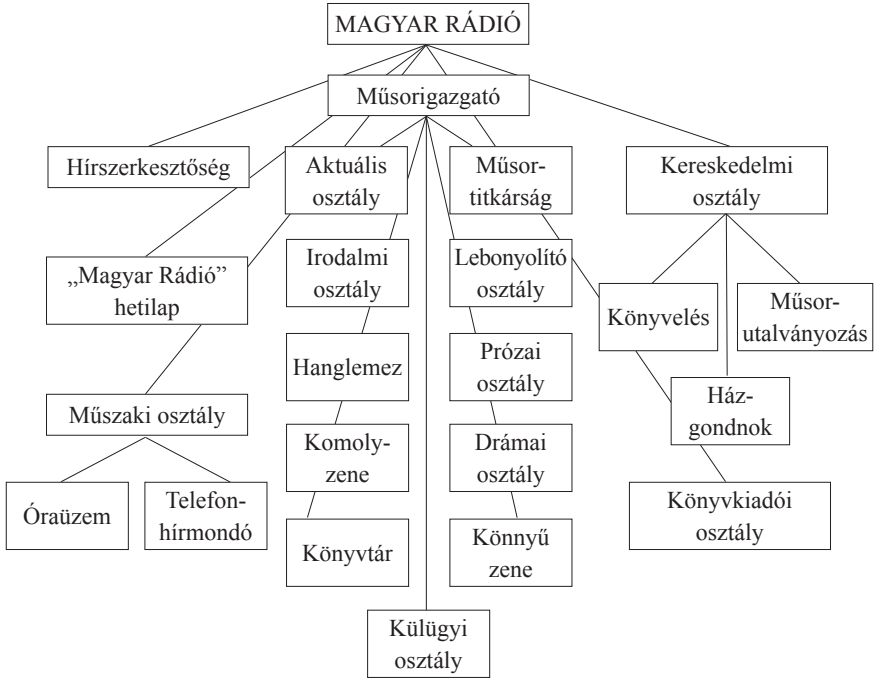 MAGYAR RÁDIÓ
Műsorigazgató
Hírszerkesztőség
Aktuális
osztály
Műsor-
titkárság
Kereskedelmi
osztály
„Magyar Rádió”
hetilap
Irodalmi
osztály
Lebonyolító
osztály
Könyvelés
Műsor-
utalványozás
Hanglemez
Prózai
osztály
Műszaki osztály
Ház-
gondnok
Komoly-
zene
Drámai
osztály
Óraüzem
Telefon-
hírmondó
Könyvtár
Könnyű
zene
Könyvkiadói
osztály
Külügyi
osztály